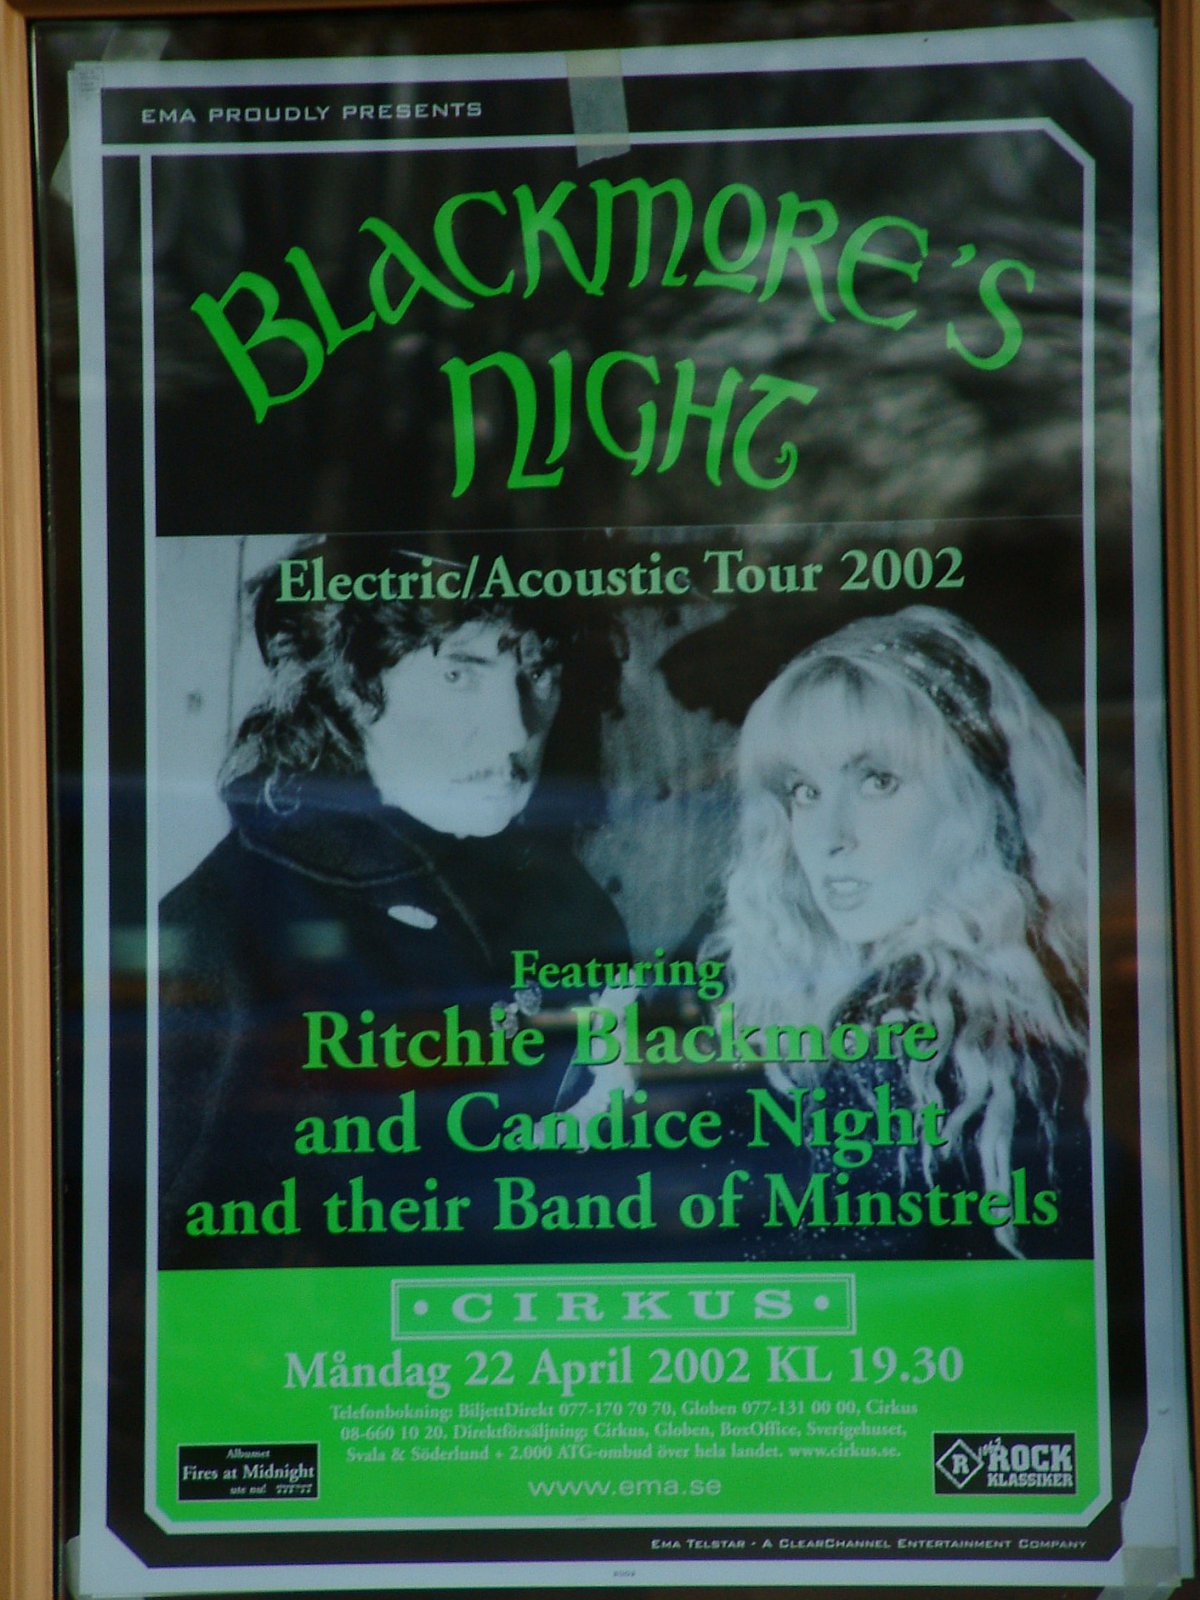 EMA PROUDLY PRESENTS
BLACKMORE'S
NIGHT
Electric/Acoustic Tour 2002
Featuring
Ritchie Blackmore
and Candice Night
and their Band of Minstrels
• CIRKUS •
Måndag 22 April 2002 KL 19.30
Telefonbokning: BiljettDirekt 077-170 70 70, Globen 077-131 00 00, Cirkus
08-660 10 20. Direktförsäljning: Cirkus, Globen, BoxOffice, Sverigehuset,
Svala & Söderlund + 2.000 ATG-ombud över hela landet. www.cirkus.se.
www.ema.se
Albumet
Fires at Midnight
ute nu!
R
ROCK
KLASSIKER
EMA TELSTAR • A CLEARCHANNEL ENTERTAINMENT COMPANY